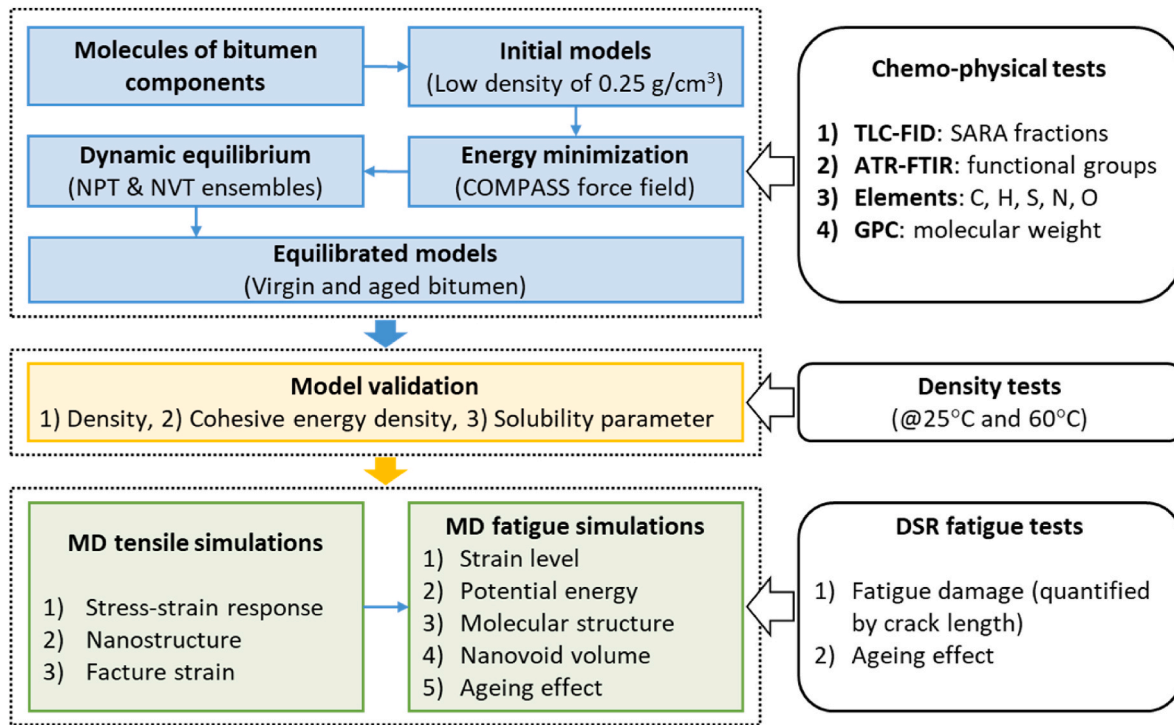 Molecules of bitumen
components
Initial models
(Low density of 0.25 g/cm³)
Dynamic equilibrium
(NPT & NVT ensembles)
Energy minimization
(COMPASS force field)
Equilibrated models
(Virgin and aged bitumen)
Chemo-physical tests
1) TLC-FID: SARA fractions
2) ATR-FTIR: functional groups
3) Elements: C, H, S, N, O
4) GPC: molecular weight
Model validation
1) Density, 2) Cohesive energy density, 3) Solubility parameter
Density tests
(@25°C and 60°C)
MD tensile simulations
1) Stress-strain response
2) Nanostructure
3) Facture strain
MD fatigue simulations
1) Strain level
2) Potential energy
3) Molecular structure
4) Nanovoid volume
5) Ageing effect
DSR fatigue tests
1) Fatigue damage (quantified
by crack length)
2) Ageing effect